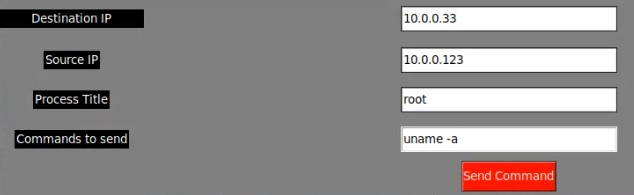 Destination IP 10.0.0.33
Source IP 10.0.0.123
Process Title root
Commands to send uname -a
Send Command